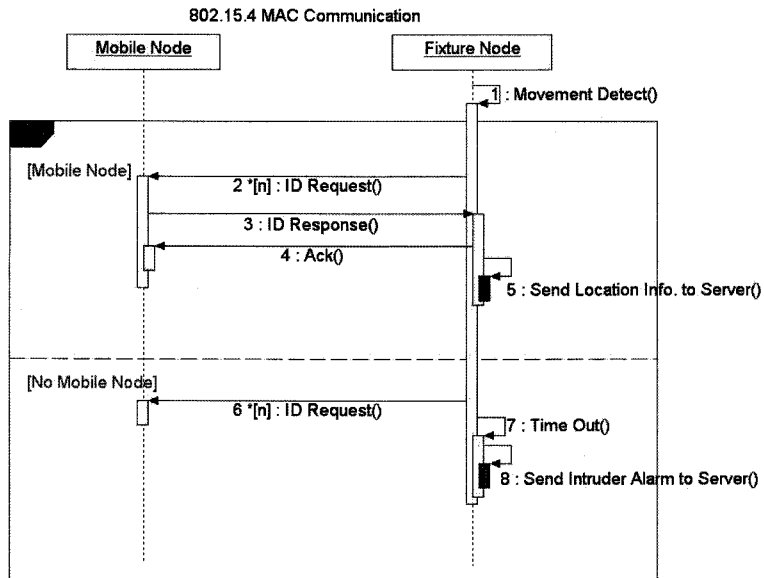 802.15.4 MAC Communication
Mobile Node
Fixture Node
1 : Movement Detect()
[Mobile Node]
2 *[n] : ID Request()
3 : ID Response()
4 : Ack()
5 : Send Location Info. to Server()
[No Mobile Node]
6 *[n] : ID Request()
7 : Time Out()
8 : Send Intruder Alarm to Server()